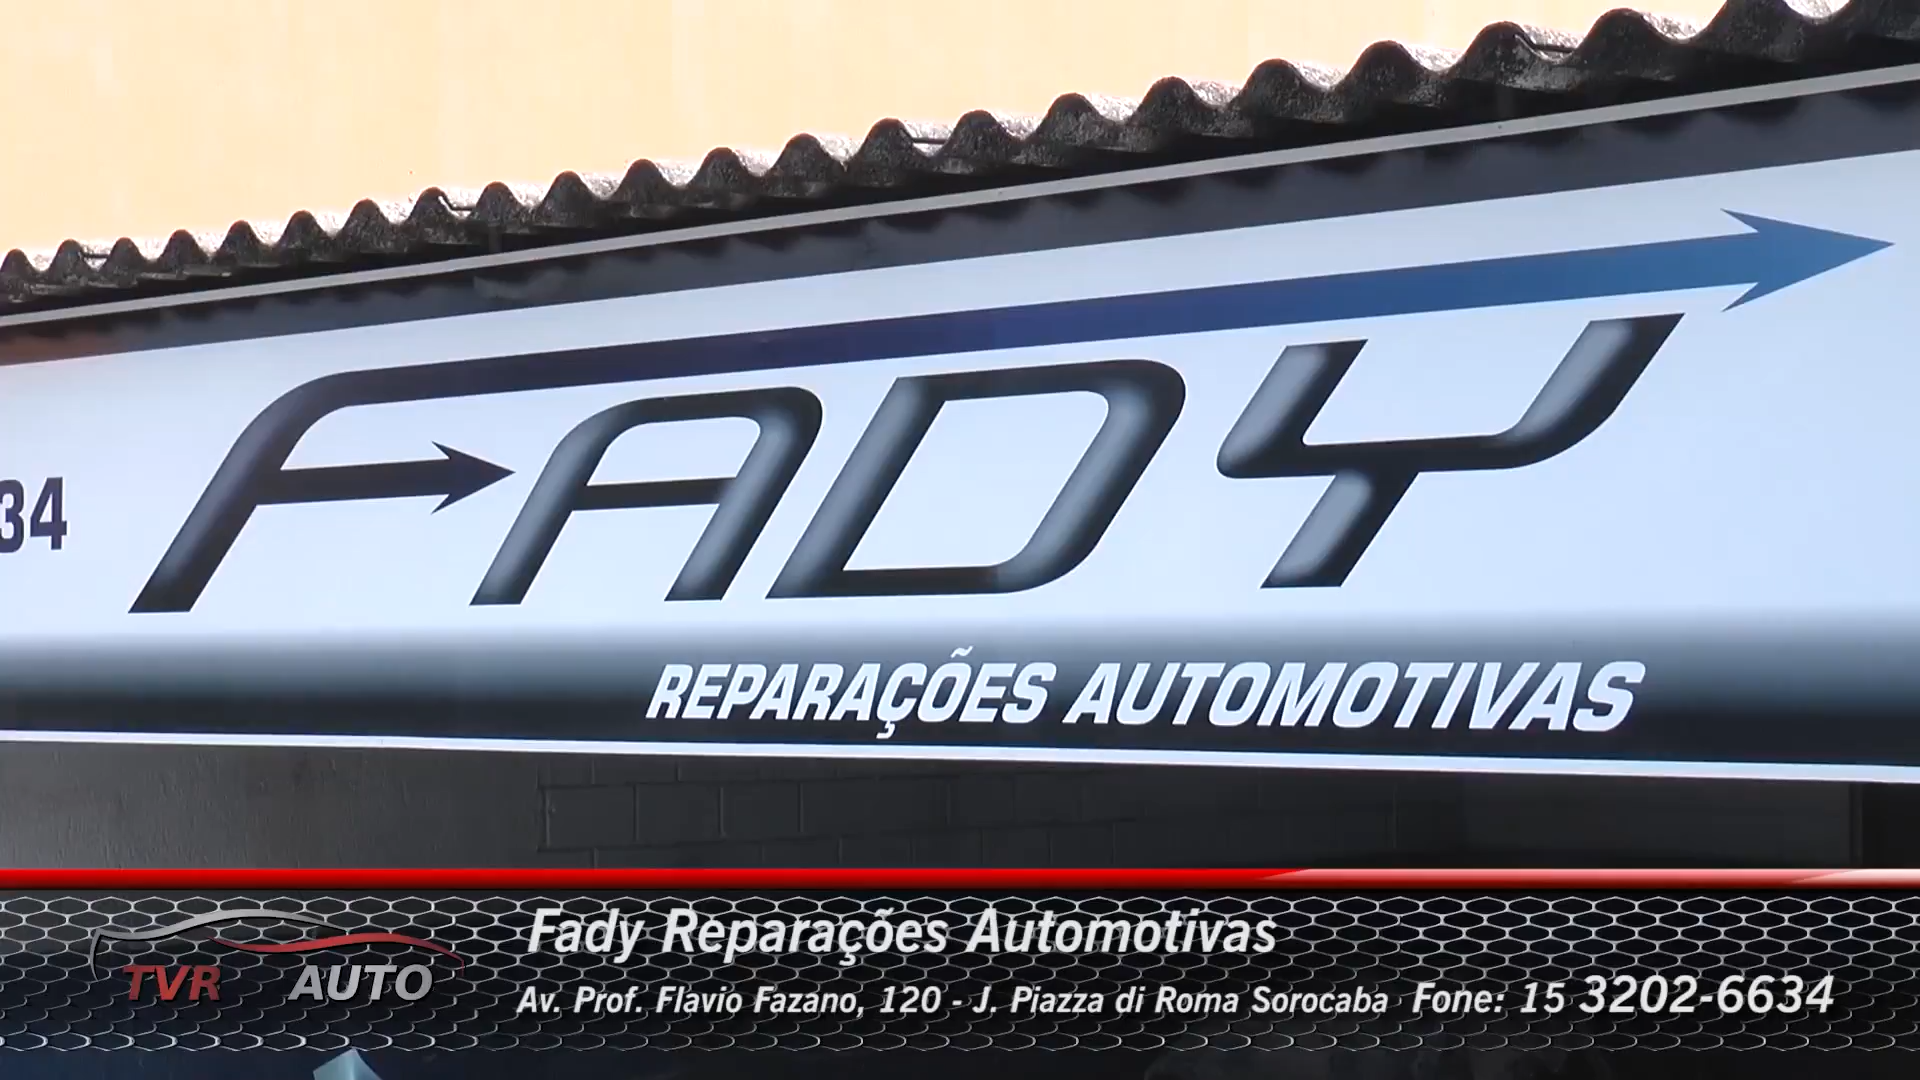 34
FADY
REPARAÇÕES AUTOMOTIVAS
Fady Reparações Automotivas
TVR AUTO
Av. Prof. Flavio Fazano, 120 - J. Piazza di Roma Sorocaba Fone: 15 3202-6634